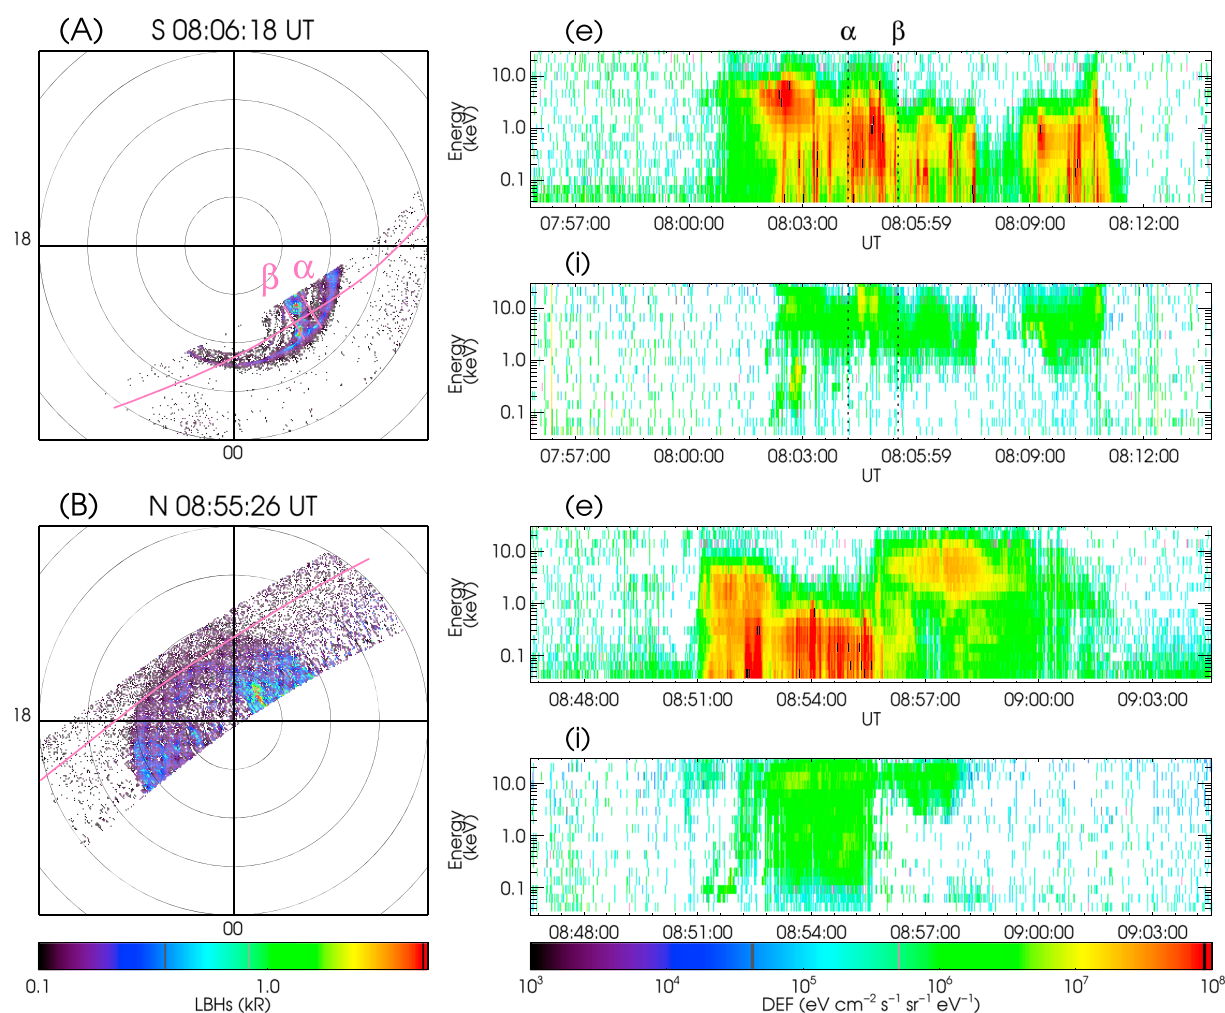 (A) S 08:06:18 UT
18
β α
00
(e) α β
Energy (keV)
10.0
1.0
0.1
07:57:00 08:00:00 08:03:00 08:05:59 08:09:00 08:12:00
UT
(i)
Energy (keV)
10.0
1.0
0.1
07:57:00 08:00:00 08:03:00 08:05:59 08:09:00 08:12:00
UT
(B) N 08:55:26 UT
18
00
(e)
Energy (keV)
10.0
1.0
0.1
08:48:00 08:51:00 08:54:00 08:57:00 09:00:00 09:03:00
UT
(i)
Energy (keV)
10.0
1.0
0.1
08:48:00 08:51:00 08:54:00 08:57:00 09:00:00 09:03:00
0.1 1.0
LBHs (kR)
10³ 10⁴ 10⁵ 10⁶ 10⁷ 10⁸
DEF (eV cm⁻² s⁻¹ sr⁻¹ eV⁻¹)